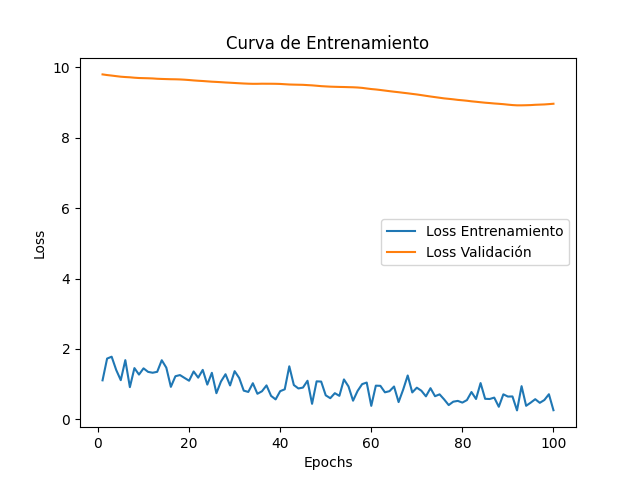 Curva de Entrenamiento
10
8
6
4
2
0
Loss
Loss Entrenamiento
Loss Validación
0 20 40 60 80 100
Epochs